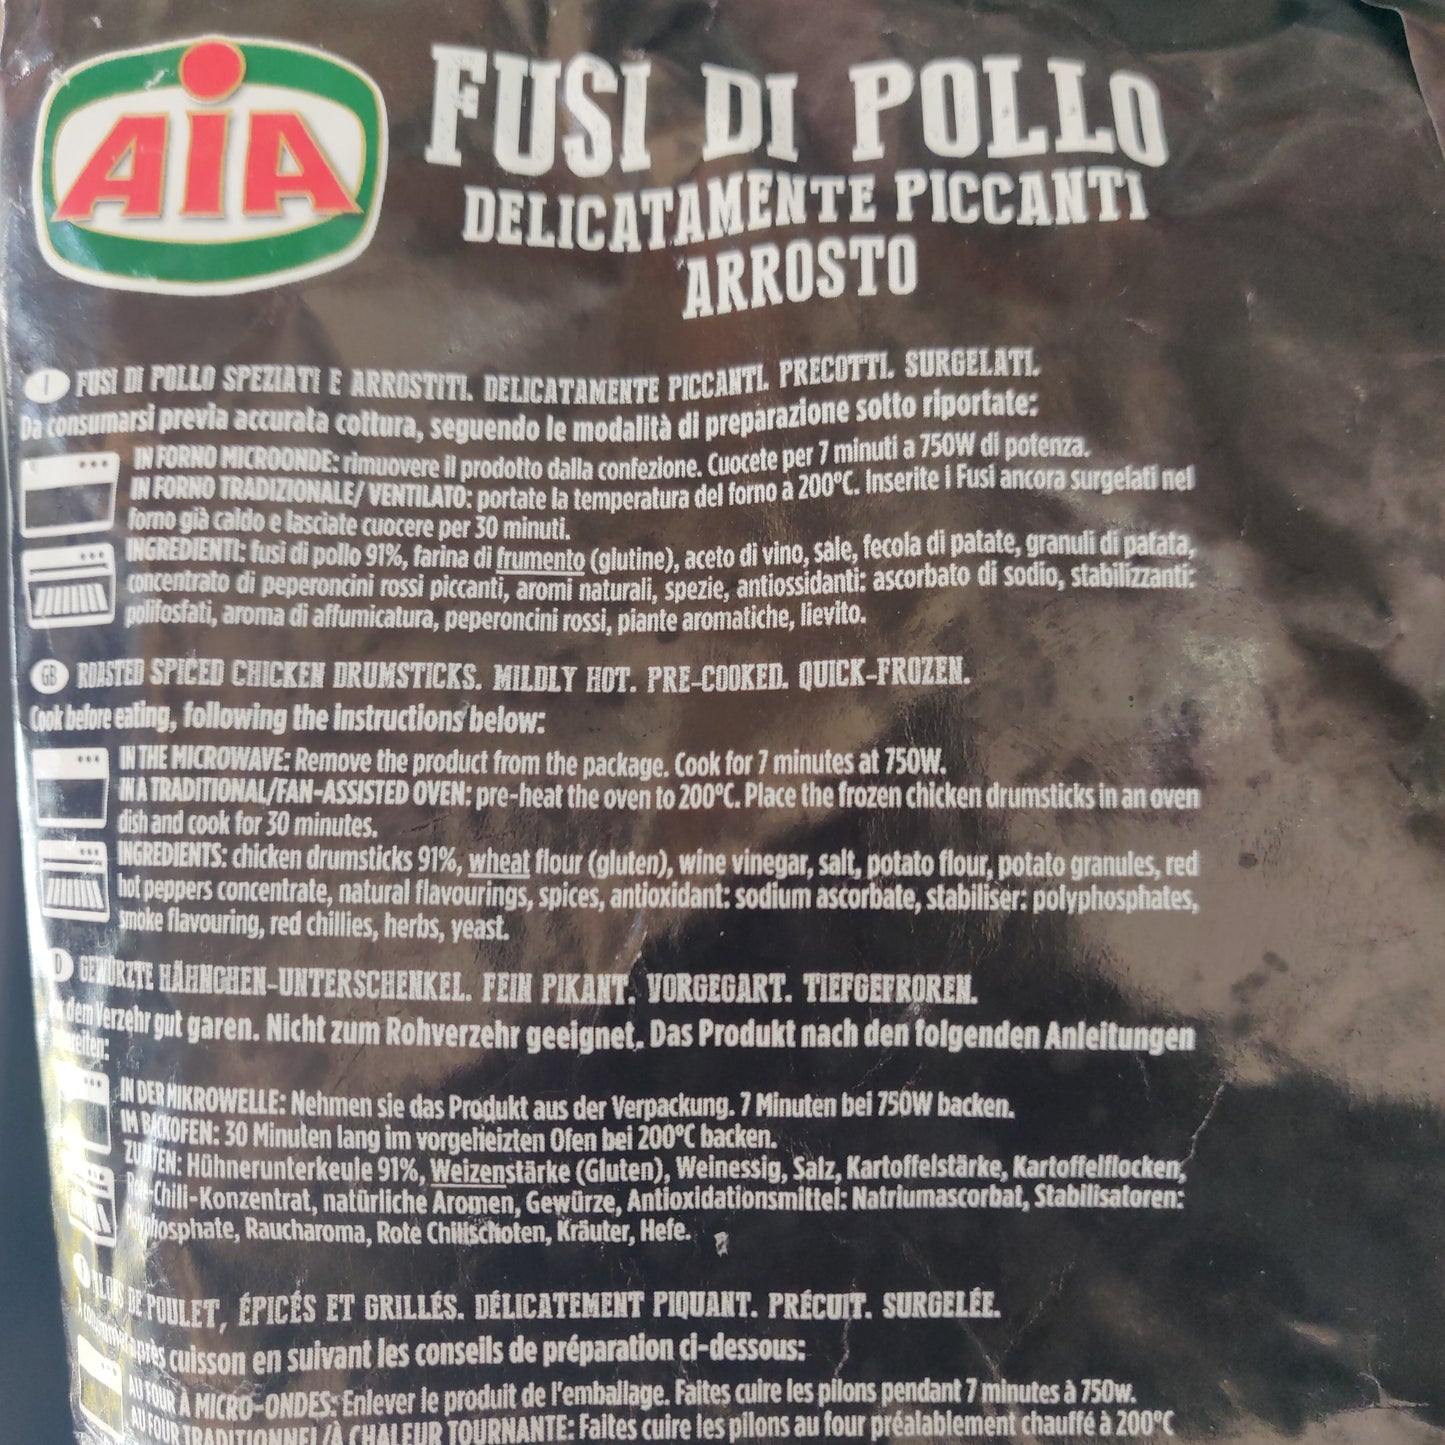 AIA
FUSI DI POLLO
DELICATAMENTE PICCANTI
ARROSTO
I FUSI DI POLLO SPEZIATI E ARROSTITI. DELICATAMENTE PICCANTI. PRECOTTI. SURGELATI.
Da consumarsi previa accurata cottura, seguendo le modalità di preparazione sotto riportate:
IN FORNO MICROONDE: rimuovere il prodotto dalla confezione. Cuocete per 7 minuti a 750W di potenza.
IN FORNO TRADIZIONALE/ VENTILATO: portate la temperatura del forno a 200°C. Inserite i Fusi ancora surgelati nel
forno già caldo e lasciate cuocere per 30 minuti.
INGREDIENTI: fusi di pollo 91%, farina di frumento (glutine), aceto di vino, sale, fecola di patate, granuli di patata,
concentrato di peperoncini rossi piccanti, aromi naturali, spezie, antiossidanti: ascorbato di sodio, stabilizzanti:
polifosfati, aroma di affumicatura, peperoncini rossi, piante aromatiche, lievito.
GB ROASTED SPICED CHICKEN DRUMSTICKS. MILDLY HOT. PRE-COOKED. QUICK-FROZEN.
Cook before eating, following the instructions below:
IN THE MICROWAVE: Remove the product from the package. Cook for 7 minutes at 750W.
IN A TRADITIONAL/FAN-ASSISTED OVEN: pre-heat the oven to 200°C. Place the frozen chicken drumsticks in an oven
dish and cook for 30 minutes.
INGREDIENTS: chicken drumsticks 91%, wheat flour (gluten), wine vinegar, salt, potato flour, potato granules, red
hot peppers concentrate, natural flavourings, spices, antioxidant: sodium ascorbate, stabiliser: polyphosphates,
smoke flavouring, red chillies, herbs, yeast.
D GEWÜRZTE HÄHNCHEN-UNTERSCHENKEL. FEIN PIKANT. VORGEGART. TIEFGEFROREN.
dem Verzehr gut garen. Nicht zum Rohverzehr geeignet. Das Produkt nach den folgenden Anleitungen
IN DER MIKROWELLE: Nehmen sie das Produkt aus der Verpackung. 7 Minuten bei 750W backen.
IM BACKOFEN: 30 Minuten lang im vorgeheizten Ofen bei 200°C backen.
ZUTATEN: Hühnerunterkeule 91%, Weizenstärke (Gluten), Weinessig, Salz, Kartoffelstärke, Kartoffelflocken,
Rote-Chili-Konzentrat, natürliche Aromen, Gewürze, Antioxidationsmittel: Natriumascorbat, Stabilisatoren:
Polyphosphate, Raucharoma, Rote Chilischoten, Kräuter, Hefe.
DE POULET, ÉPICÉS ET GRILLÉS. DÉLICATEMENT PIQUANT. PRÉCUIT. SURGELÉE.
après cuisson en suivant les conseils de préparation ci-dessous:
AU FOUR À MICRO-ONDES: Enlever le produit de l'emballage. Faites cuire les pilons pendant 7 minutes à 750w.
AU FOUR TRADITIONNEL/À CHALEUR TOURNANTE: Faites cuire les pilons au four préalablement chauffé à 200°C